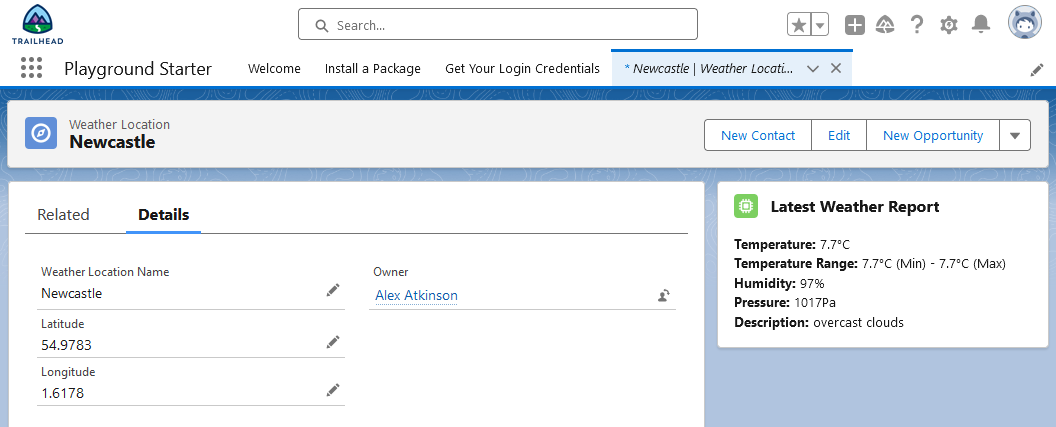 TRAILHEAD
Search...
Playground Starter
Welcome
Install a Package
Get Your Login Credentials
* Newcastle | Weather Locati...
Weather Location
Newcastle
New Contact
Edit
New Opportunity
Related
Details
Weather Location Name
Newcastle
Owner
Alex Atkinson
Latitude
54.9783
Longitude
1.6178
Latest Weather Report
Temperature: 7.7°C
Temperature Range: 7.7°C (Min) - 7.7°C (Max)
Humidity: 97%
Pressure: 1017Pa
Description: overcast clouds